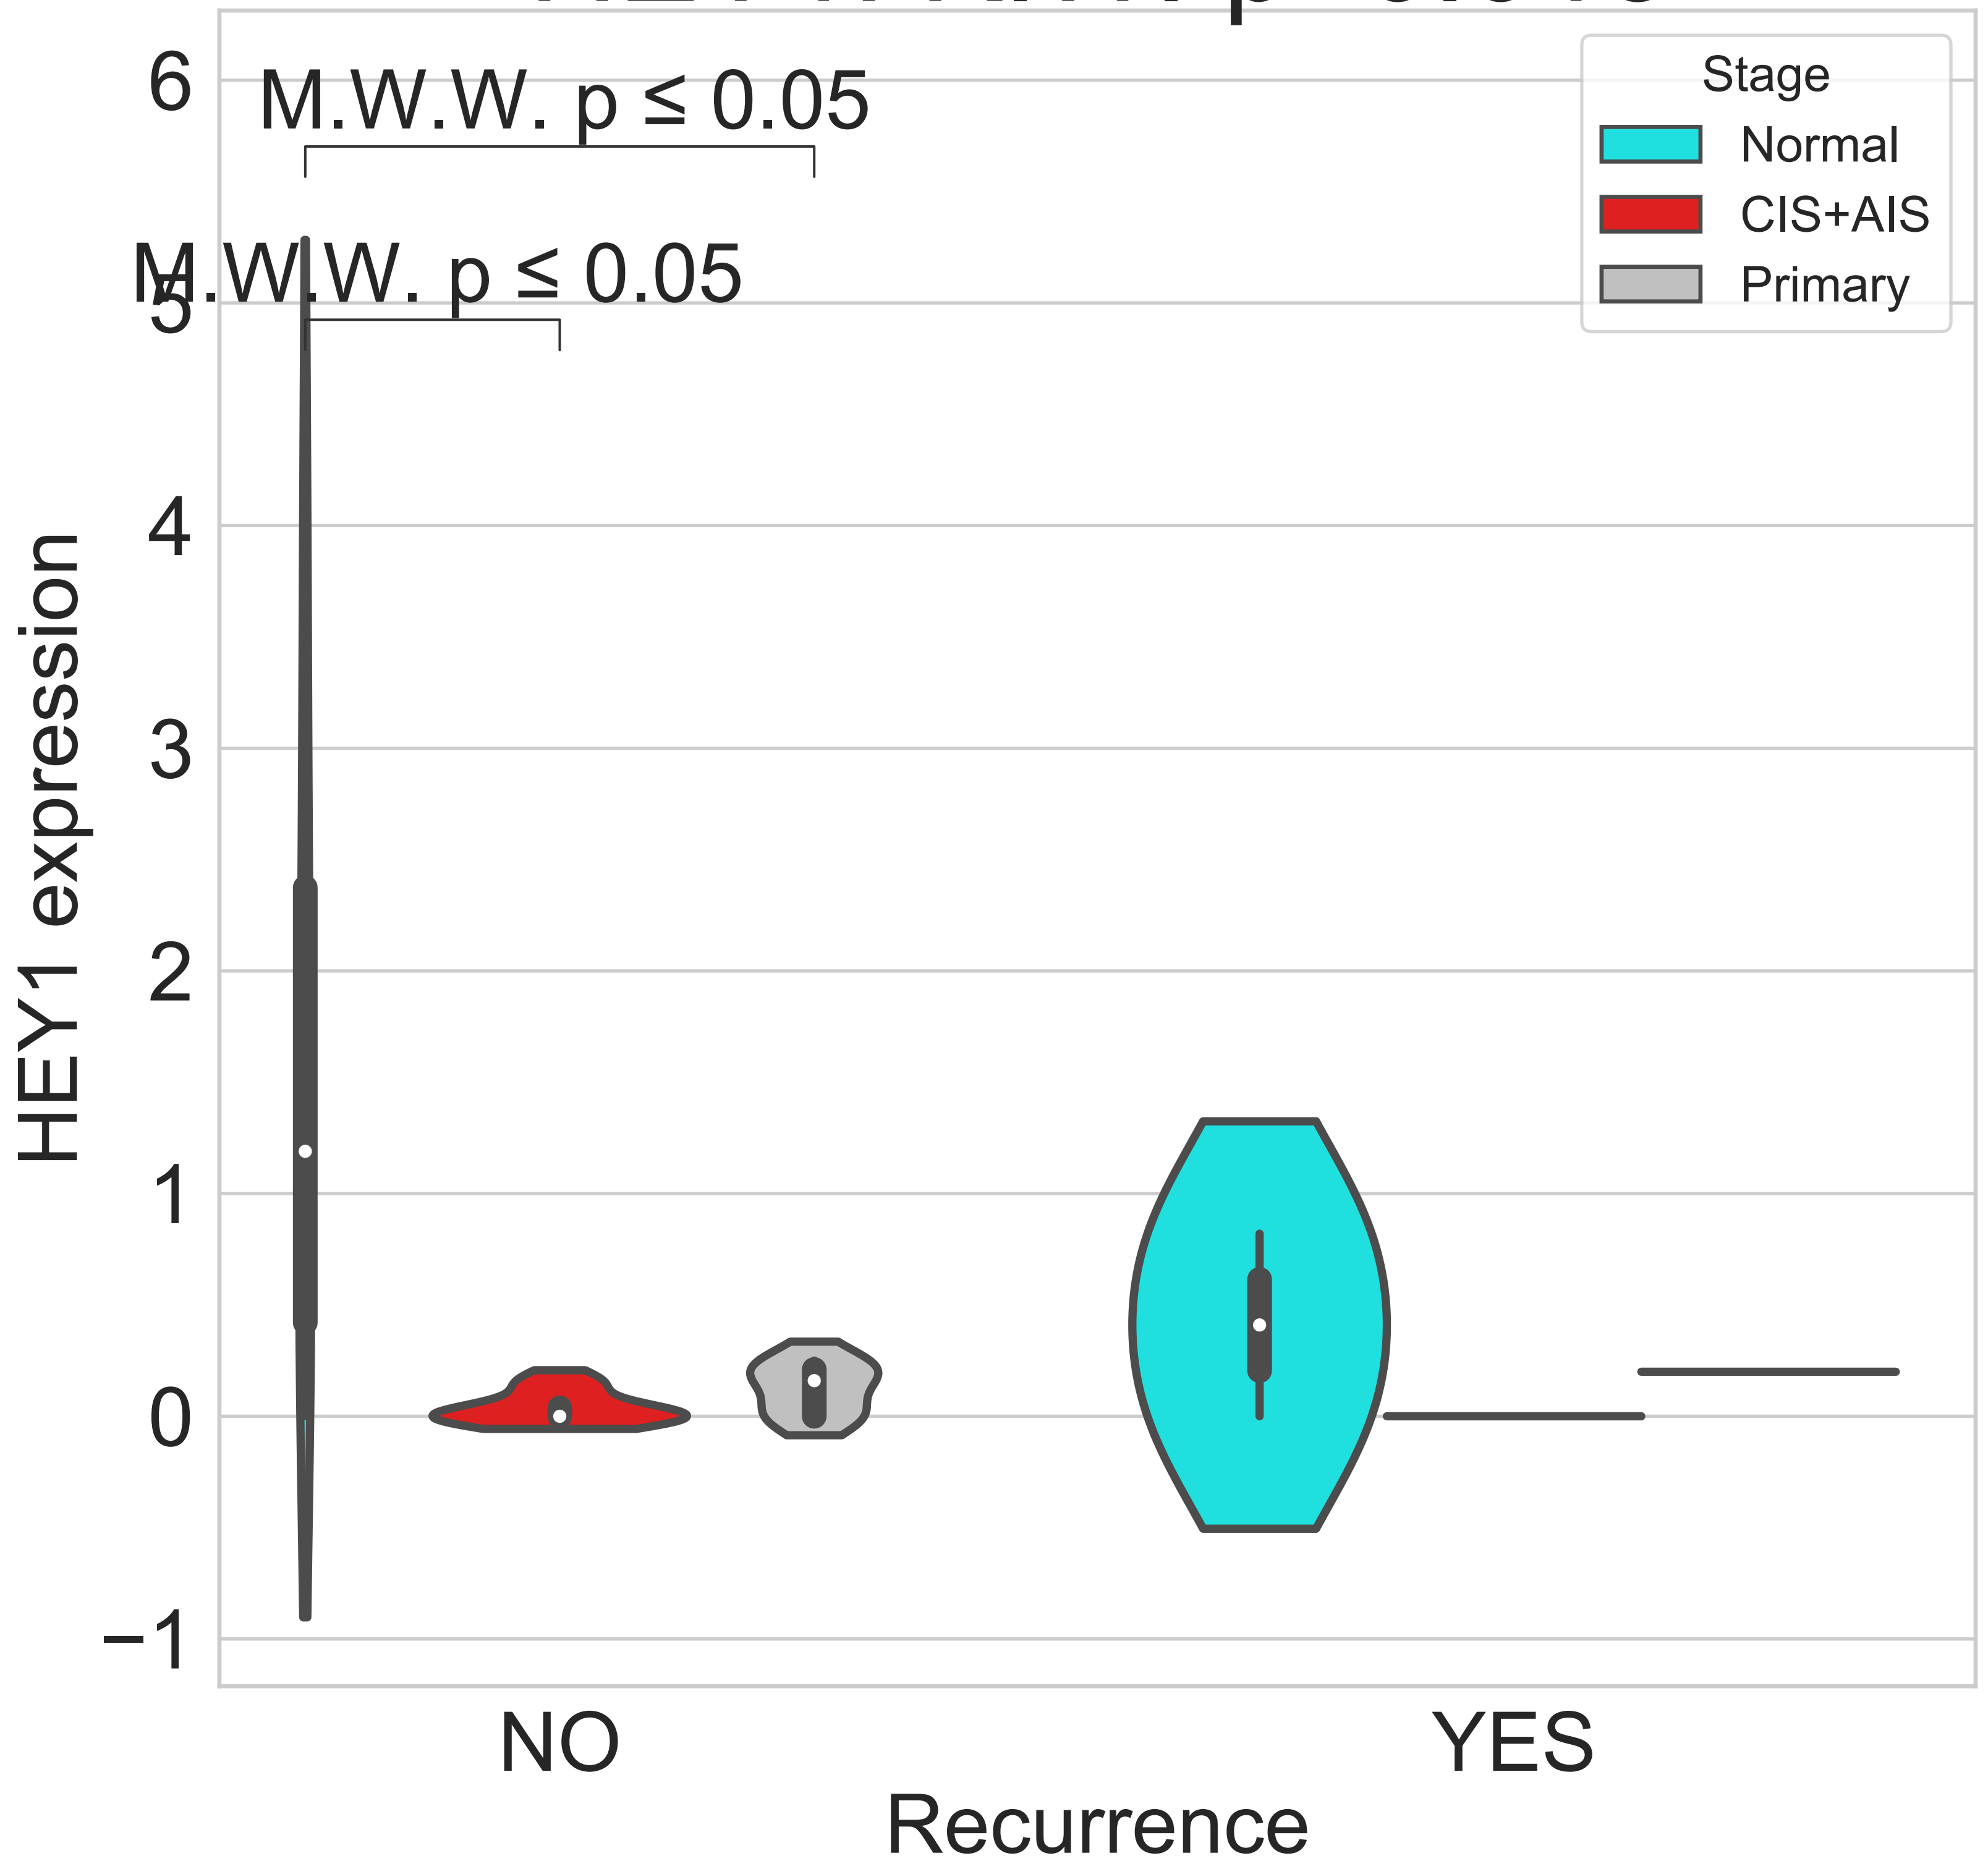 6
5
4
3
2
1
0
−1
HEY1 expression
M.W.W. p ≤ 0.05
M.W.W. p ≤ 0.05
Stage
Normal
CIS+AIS
Primary
NO
YES
Recurrence